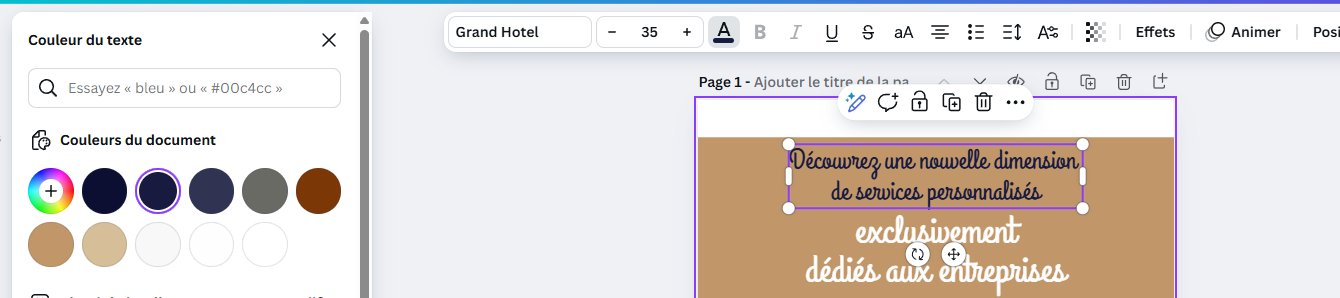 Couleur du texte
Essayez « bleu » ou « #00c4cc »
Couleurs du document
Grand Hotel
– 35 +
A B I U S aA
Effets
Animer
Page 1 - Ajouter le titre de la pa
Découvrez une nouvelle dimension
de services personnalisés
exclusivement
dédiés aux entreprises